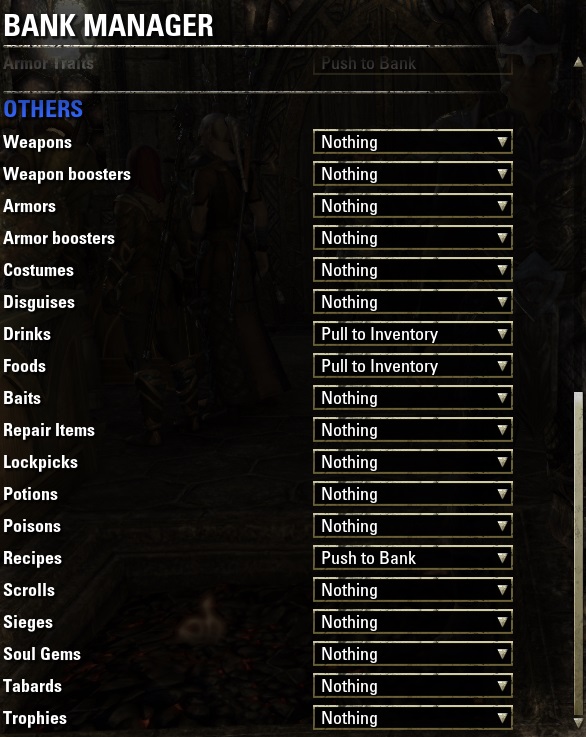 BANK MANAGER
Armor Traits Push to Bank
OTHERS
Weapons Nothing
Weapon boosters Nothing
Armors Nothing
Armor boosters Nothing
Costumes Nothing
Disguises Nothing
Drinks Pull to Inventory
Foods Pull to Inventory
Baits Nothing
Repair Items Nothing
Lockpicks Nothing
Potions Nothing
Poisons Nothing
Recipes Push to Bank
Scrolls Nothing
Sieges Nothing
Soul Gems Nothing
Tabards Nothing
Trophies Nothing